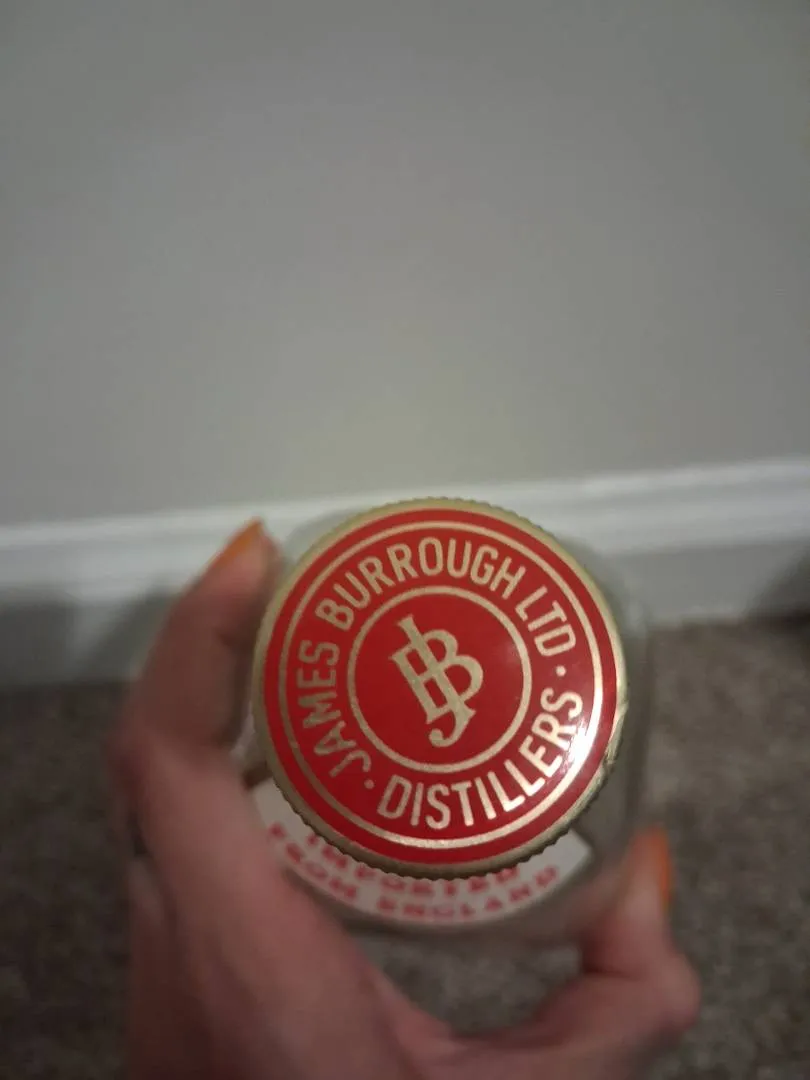 JAMES BURROUGH LTD
· DISTILLERS ·
JB
IMPORTED
FROM ENGLAND